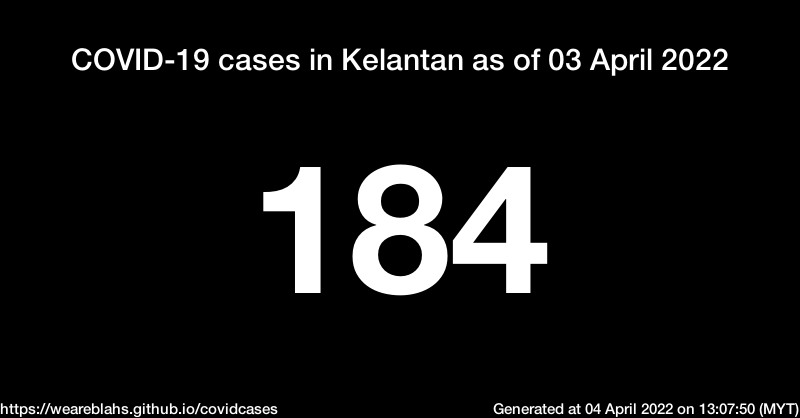 COVID-19 cases in Kelantan as of 03 April 2022
184
https://weareblahs.github.io/covidcases
Generated at 04 April 2022 on 13:07:50 (MYT)